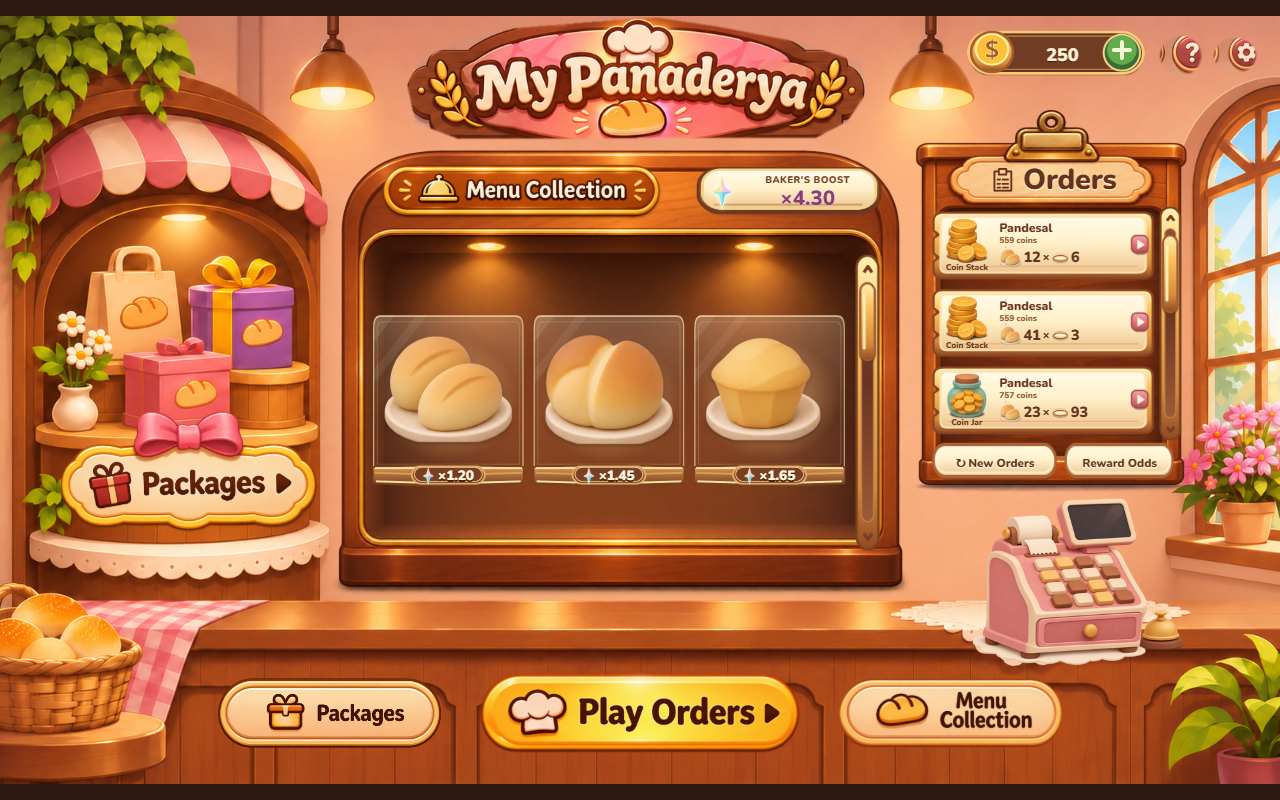 My Panaderya
$
250
+
?
Menu Collection
BAKER'S BOOST
×4.30
×1.20
×1.45
×1.65
Orders
Pandesal
559 coins
12× 6
Coin Stack
Pandesal
559 coins
41× 3
Coin Stack
Pandesal
757 coins
23× 93
Coin Jar
↻ New Orders
Reward Odds
Packages
Packages
Play Orders
Menu
Collection